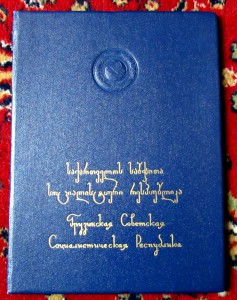 საქართველოს საბჭოთა
სოციალისტური რესპუბლიკა
Грузинская Советская
Социалистическая Республика